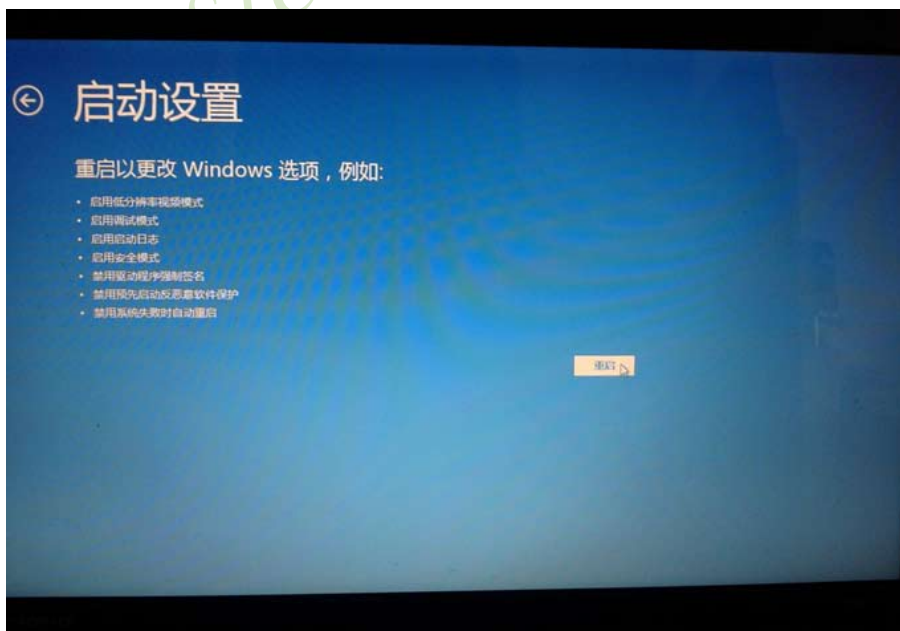 启动设置
重启以更改 Windows 选项，例如:
• 启用低分辨率视频模式
• 启用调试模式
• 启用启动日志
• 启用安全模式
• 禁用驱动程序强制签名
• 禁用预先启动反恶意软件保护
• 禁用系统失败时自动重启
重启